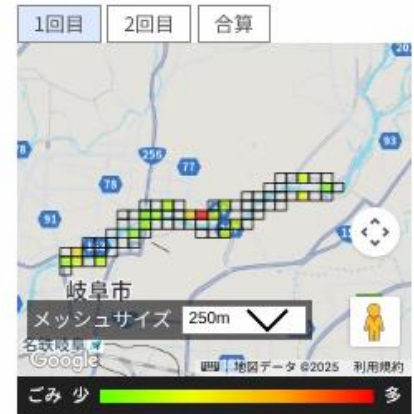 1回目 2回目 合算
20
93
78
256
77
78
91
岐阜市
メッシュサイズ 250m
名鉄岐阜
Google
地図データ ©2025 利用規約
ごみ 少 多